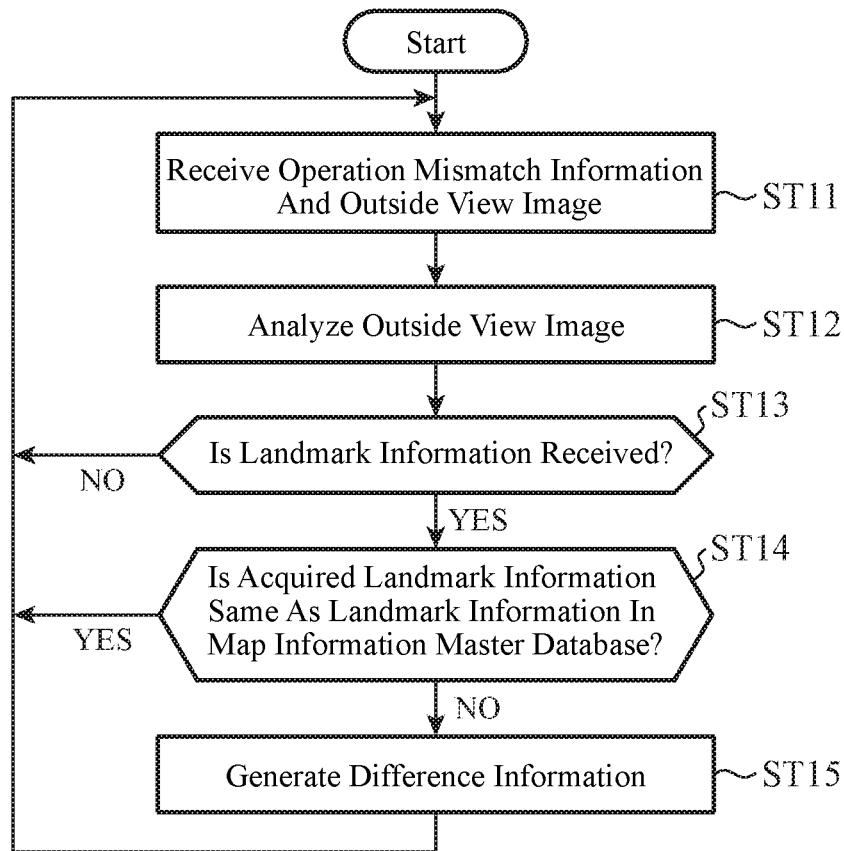 Start
Receive Operation Mismatch Information
And Outside View Image
ST11
Analyze Outside View Image
ST12
ST13
Is Landmark Information Received?
NO
YES
ST14
Is Acquired Landmark Information
Same As Landmark Information In
Map Information Master Database?
YES
NO
Generate Difference Information
ST15